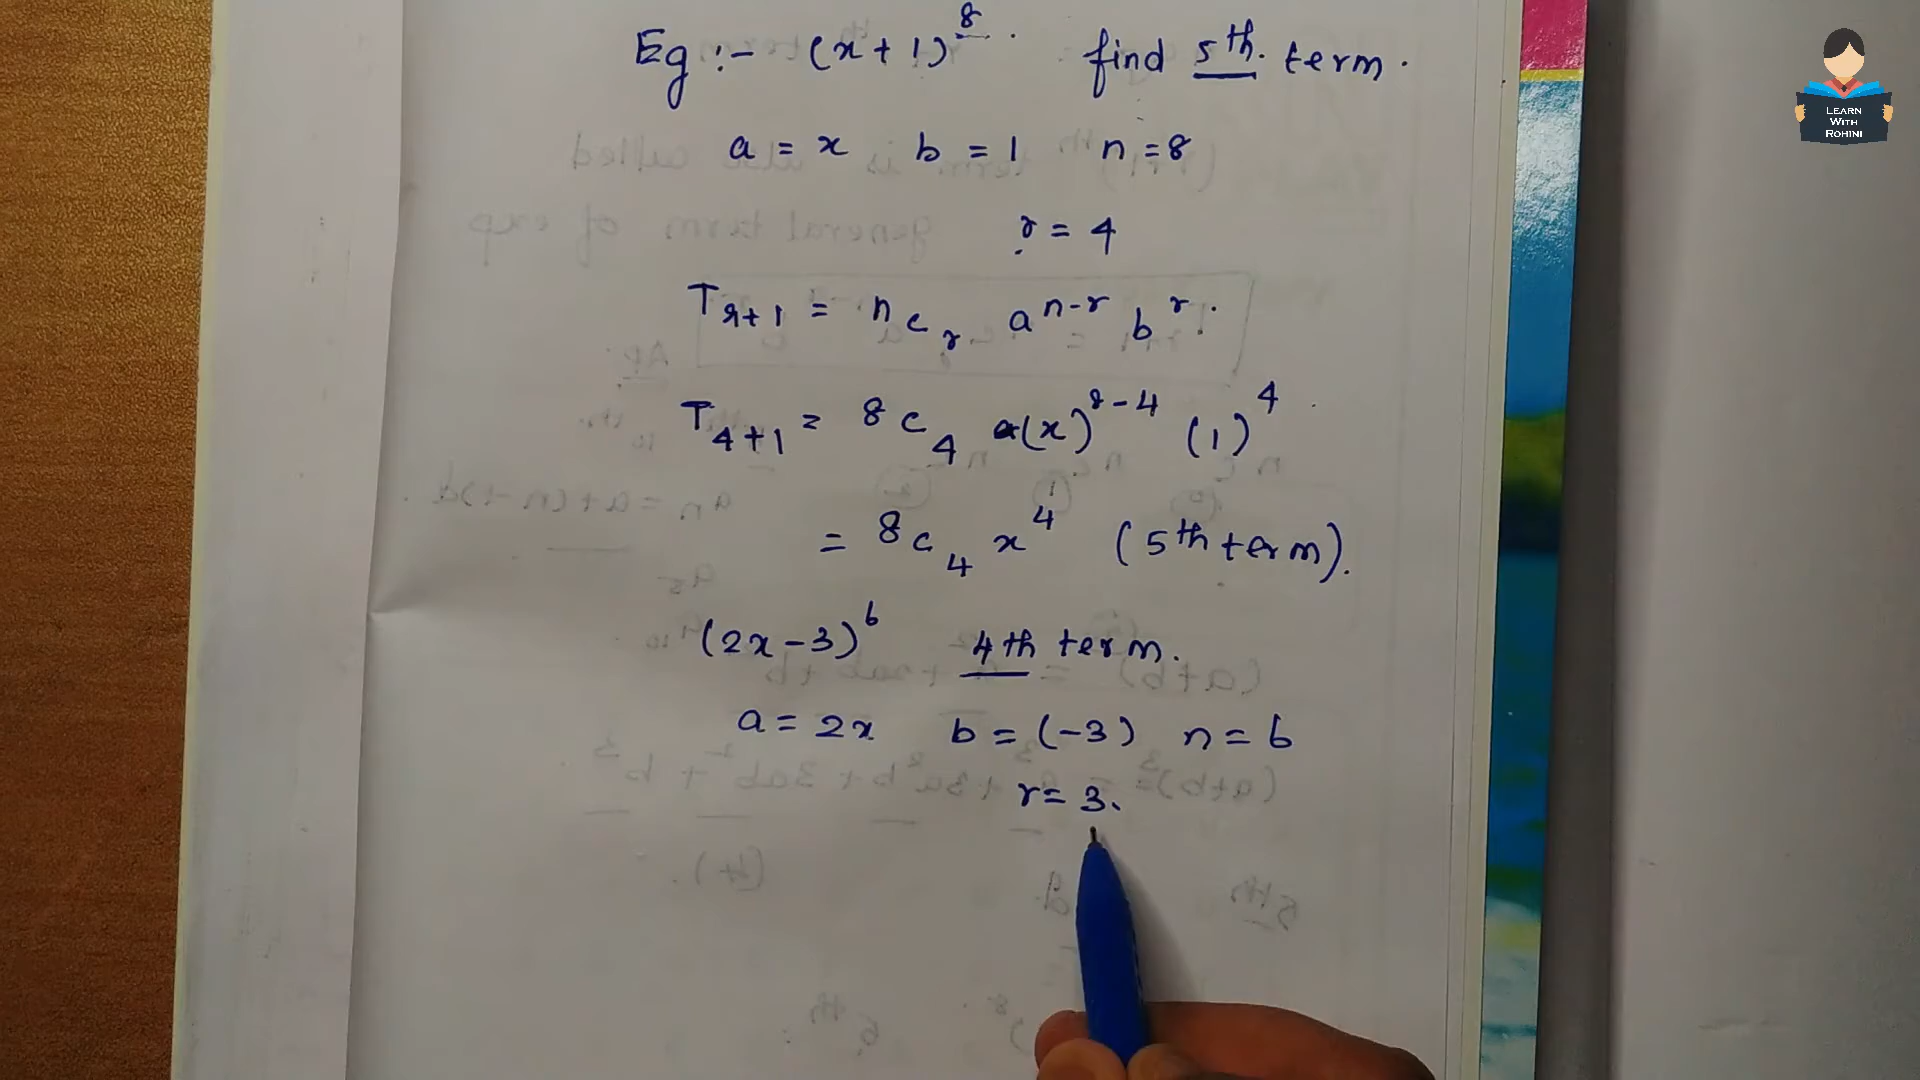 Eg :- (x+1)^8. find 5th. term.
LEARN
WITH
ROHINI
a = x b = 1 n = 8
r = 4
T_{r+1} = nC_r a^{n-r} b^r.
T_{4+1} = 8C_4 (x)^{8-4} (1)^4
= 8C_4 x^4 (5th term).
(2x-3)^6 4th term.
a = 2x b = (-3) n = 6
r = 3.